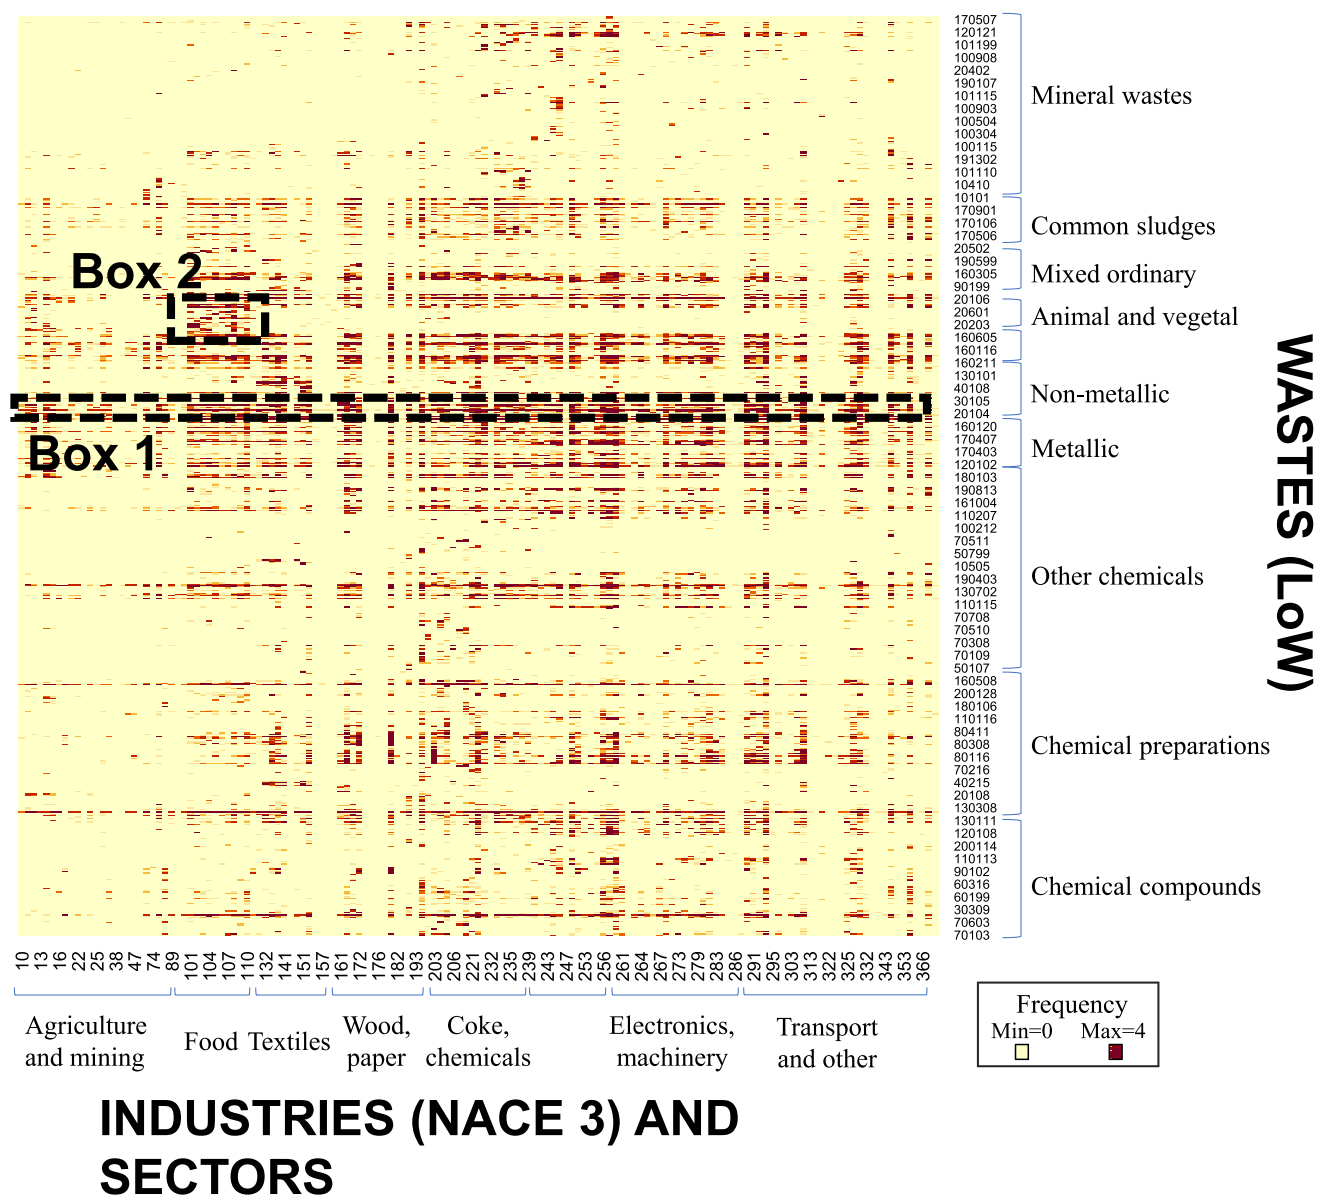 170507
120121
101199
100908
20402
190107
101115
100903
100504
100304
100115
191302
101110
10410
10101
170901
170106
170506
20502
190599
160305
90199
20106
20601
20203
160605
160116
160211
130101
40108
30105
20104
160120
170407
170403
120102
180103
190813
161004
110207
100212
70511
50799
10505
190403
130702
110115
70708
70510
70308
70109
50107
160508
200128
180106
110116
80411
80308
80116
70216
40215
20108
130308
130111
120108
200114
110113
90102
60316
60199
30309
70603
70103
Mineral wastes
Common sludges
Mixed ordinary
Animal and vegetal
Non-metallic
Metallic
Other chemicals
Chemical preparations
Chemical compounds
WASTES (LoW)
Box 2
Box 1
10 13 16 22 25 38 47 74 89 101 104 107 110 132 141 151 157 161 172 176 182 193 203 206 221 232 235 239 243 247 253 256 261 264 267 273 279 283 286 291 295 303 313 322 325 332 343 353 366
Agriculture
and mining
Food
Textiles
Wood,
paper
Coke,
chemicals
Electronics,
machinery
Transport
and other
Frequency
Min=0 Max=4
INDUSTRIES (NACE 3) AND
SECTORS